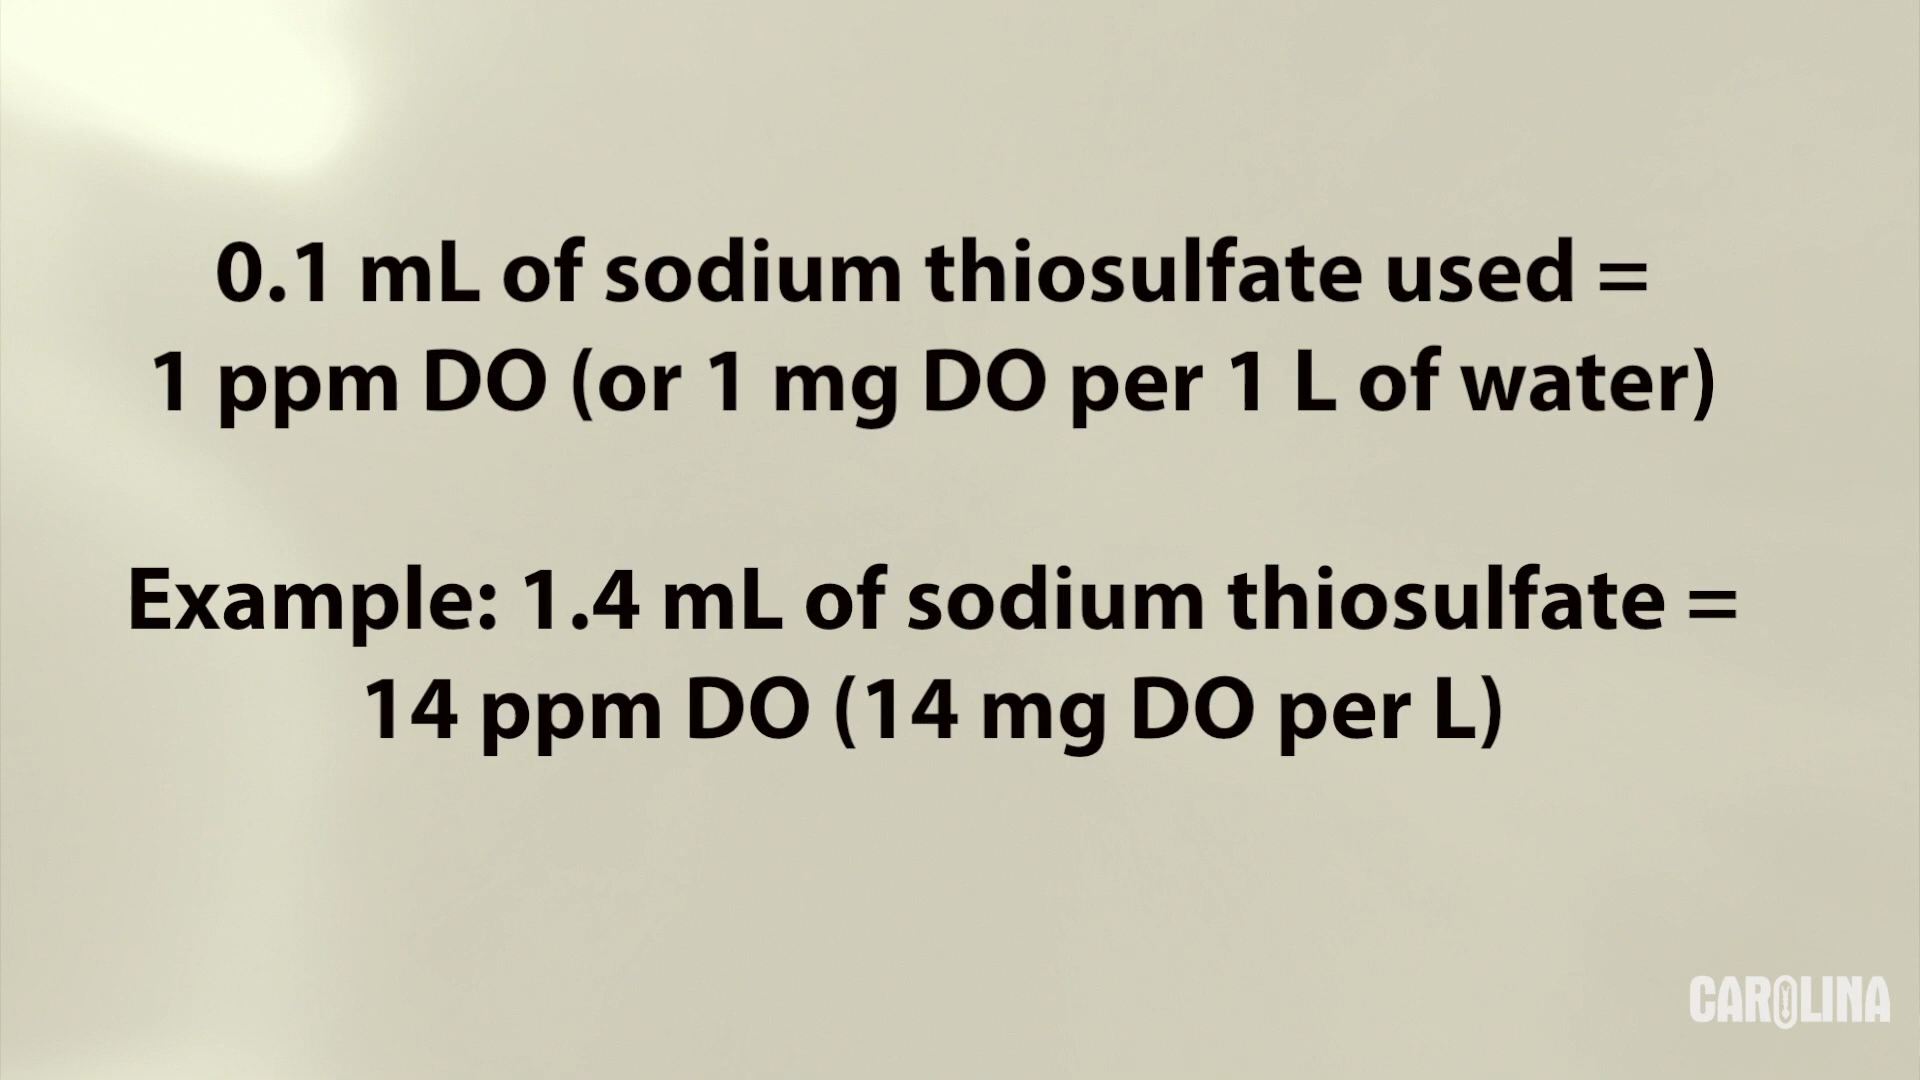 0.1 mL of sodium thiosulfate used =
1 ppm DO (or 1 mg DO per 1 L of water)
Example: 1.4 mL of sodium thiosulfate =
14 ppm DO (14 mg DO per L)
CAROLINA